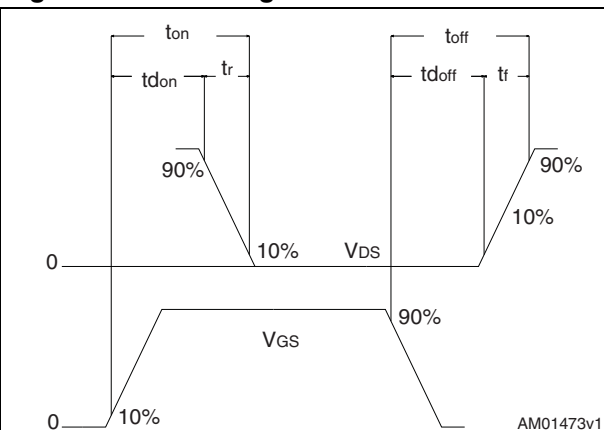 ton toff
tdon tr tdoff tf
90% 90%
10%
10% VDS
0
90%
VGS
10%
0
AM01473v1